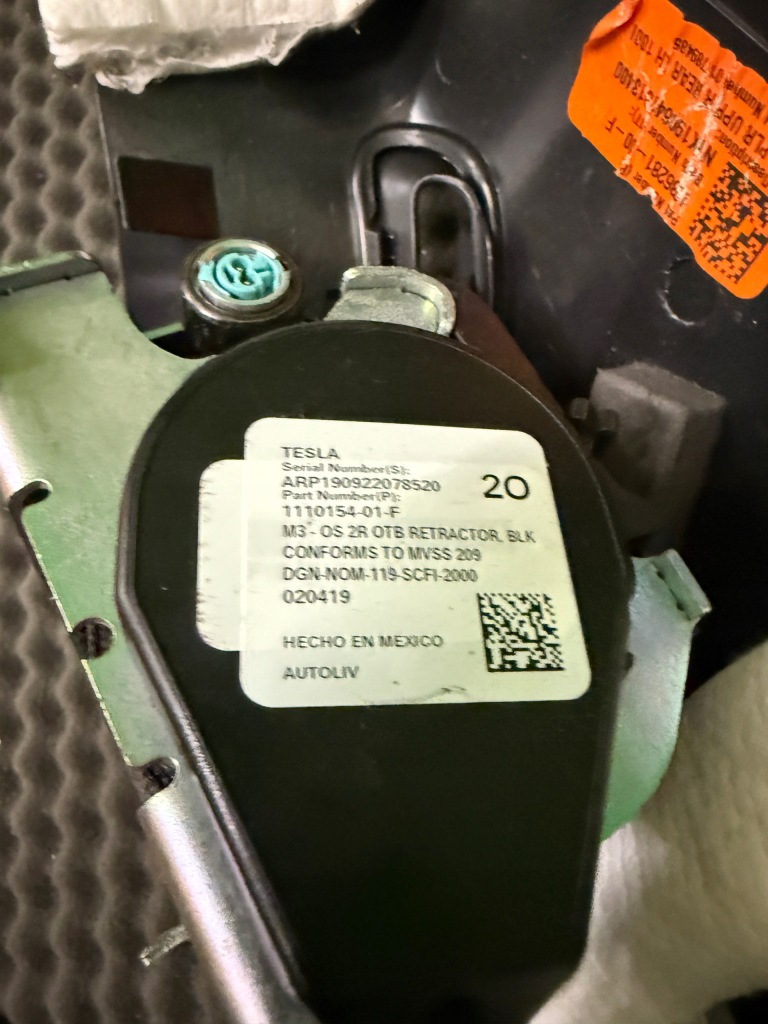 TESLA
Serial Number(S):
ARP190922078520
20
Part Number(P):
1110154-01-F
M3 - OS 2R OTB RETRACTOR, BLK
CONFORMS TO MVSS 209
DGN-NOM-119-SCFI-2000
020419
HECHO EN MEXICO
AUTOLIV